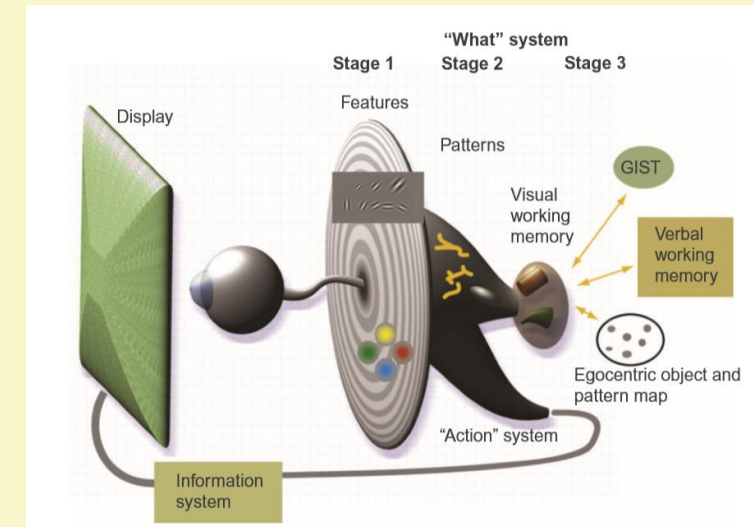 “What” system
Stage 1
Stage 2
Stage 3
Features
Display
Patterns
GIST
Visual
working
memory
Verbal
working
memory
Egocentric object and
pattern map
“Action” system
Information
system